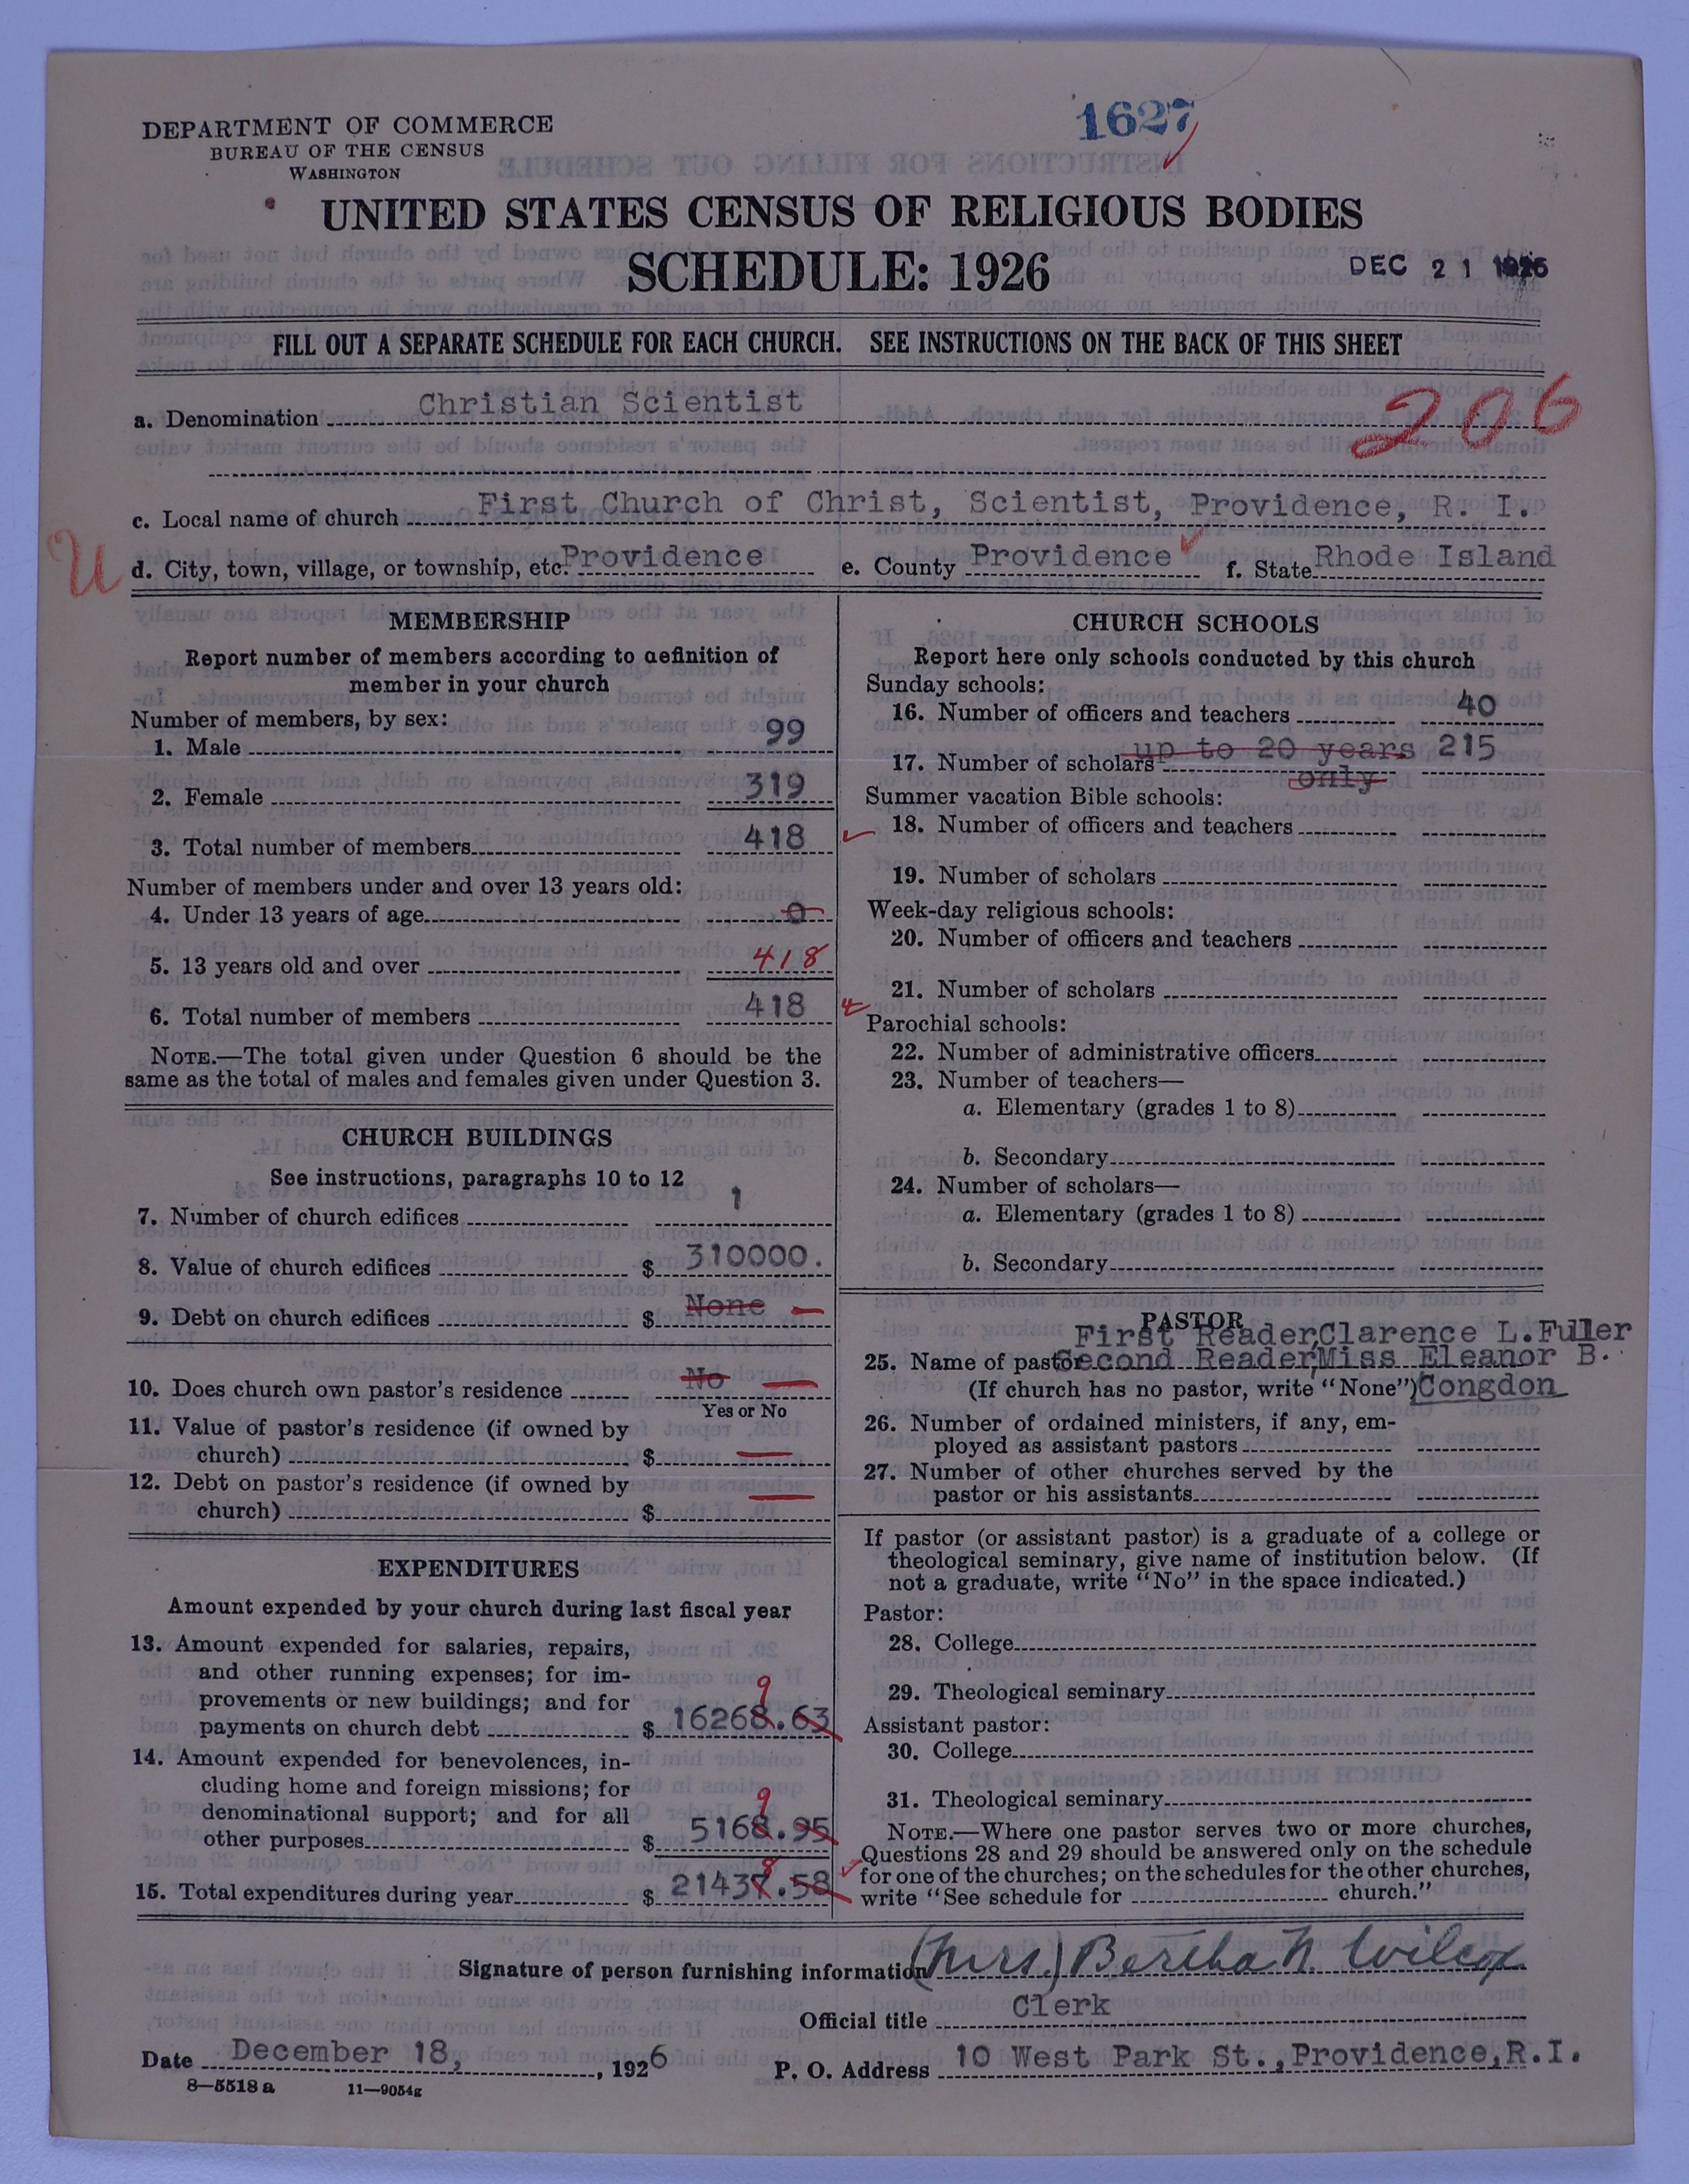 1627
DEPARTMENT OF COMMERCE
BUREAU OF THE CENSUS
WASHINGTON
UNITED STATES CENSUS OF RELIGIOUS BODIES
SCHEDULE: 1926
DEC 21 1926
FILL OUT A SEPARATE SCHEDULE FOR EACH CHURCH. SEE INSTRUCTIONS ON THE BACK OF THIS SHEET
206
a. Denomination Christian Scientist
c. Local name of church First Church of Christ, Scientist, Providence, R. I.
U
d. City, town, village, or township, etc. Providence e. County Providence f. State Rhode Island
MEMBERSHIP
Report number of members according to definition of
member in your church
Number of members, by sex:
1. Male 99
2. Female 319
3. Total number of members 418
Number of members under and over 13 years old:
4. Under 13 years of age 0
5. 13 years old and over 418
6. Total number of members 418
NOTE.—The total given under Question 6 should be the
same as the total of males and females given under Question 3.
CHURCH BUILDINGS
See instructions, paragraphs 10 to 12
7. Number of church edifices 1
8. Value of church edifices $ 310000.
9. Debt on church edifices $ None —
10. Does church own pastor's residence No —
Yes or No
11. Value of pastor's residence (if owned by
church) $ —
12. Debt on pastor's residence (if owned by
church) $ —
EXPENDITURES
Amount expended by your church during last fiscal year
13. Amount expended for salaries, repairs,
and other running expenses; for im-
provements or new buildings; and for
9
payments on church debt $ 16268.63
14. Amount expended for benevolences, in-
cluding home and foreign missions; for
denominational support; and for all
9
other purposes $ 5168.95
8
15. Total expenditures during year $ 21437.58
CHURCH SCHOOLS
Report here only schools conducted by this church
Sunday schools:
16. Number of officers and teachers 40
17. Number of scholars up to 20 years 215
only
Summer vacation Bible schools:
18. Number of officers and teachers
19. Number of scholars
Week-day religious schools:
20. Number of officers and teachers
21. Number of scholars
Parochial schools:
22. Number of administrative officers
23. Number of teachers—
a. Elementary (grades 1 to 8)
b. Secondary
24. Number of scholars—
a. Elementary (grades 1 to 8)
b. Secondary
PASTOR
First Reader, Clarence L. Fuller
25. Name of pastor Second Reader, Miss Eleanor B.
(If church has no pastor, write "None") Congdon
26. Number of ordained ministers, if any, em-
ployed as assistant pastors
27. Number of other churches served by the
pastor or his assistants
If pastor (or assistant pastor) is a graduate of a college or
theological seminary, give name of institution below. (If
not a graduate, write "No" in the space indicated.)
Pastor:
28. College
29. Theological seminary
Assistant pastor:
30. College
31. Theological seminary
NOTE.—Where one pastor serves two or more churches,
Questions 28 and 29 should be answered only on the schedule
for one of the churches; on the schedules for the other churches,
write "See schedule for church."
Signature of person furnishing information (Mrs.) Bertha N. Wilcox
Official title Clerk
Date December 18, , 1926 P. O. Address 10 West Park St., Providence, R.I.
8—5518 a 11—9054g